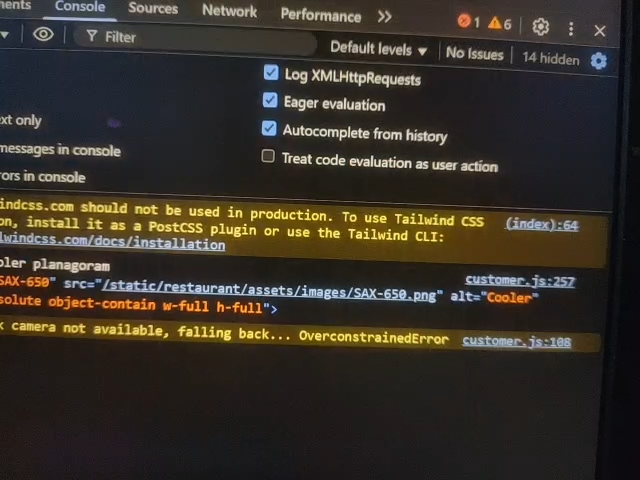 ments Console Sources Network Performance 1 6
Filter Default levels No Issues 14 hidden
Log XMLHttpRequests
Eager evaluation
ext only Autocomplete from history
messages in console Treat code evaluation as user action
rors in console
indcss.com should not be used in production. To use Tailwind CSS (index):64
on, install it as a PostCSS plugin or use the Tailwind CLI:
lwindcss.com/docs/installation
oler planagoram customer.js:257
SAX-650" src="/static/restaurant/assets/images/SAX-650.png" alt="Cooler"
solute object-contain w-full h-full">
k camera not available, falling back... OverconstrainedError customer.js:108